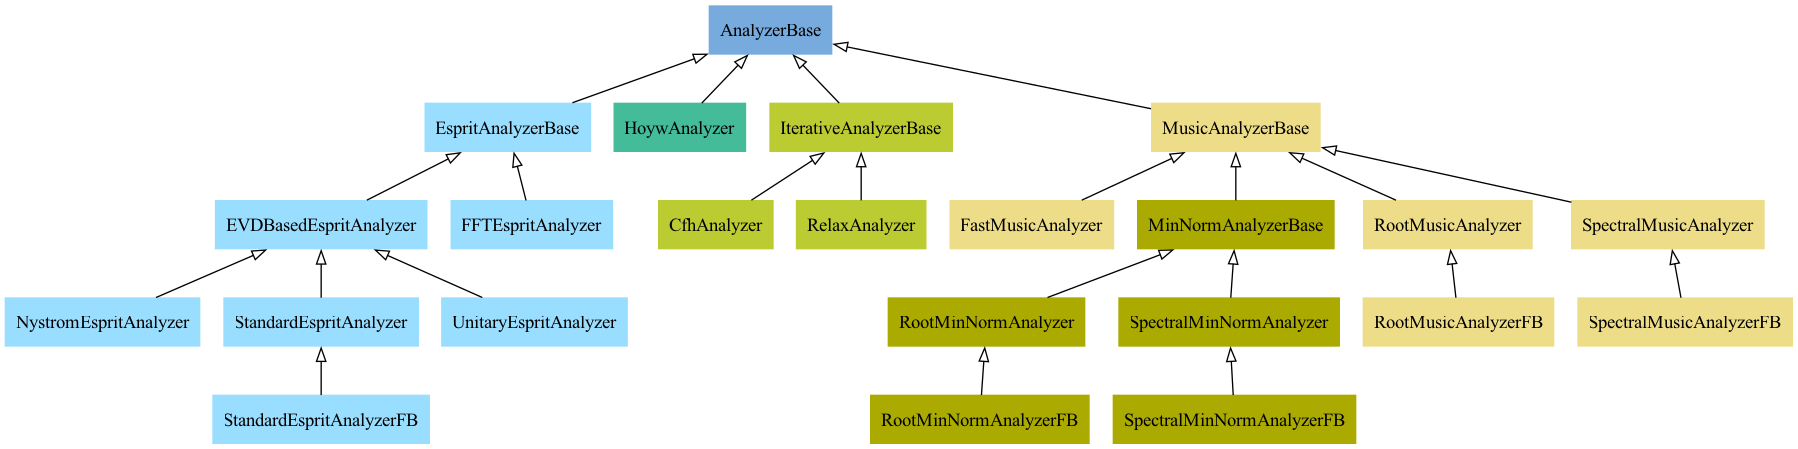 AnalyzerBase
EspritAnalyzerBase
HoywAnalyzer
IterativeAnalyzerBase
MusicAnalyzerBase
EVDBasedEspritAnalyzer
FFTEspritAnalyzer
CfhAnalyzer
RelaxAnalyzer
FastMusicAnalyzer
MinNormAnalyzerBase
RootMusicAnalyzer
SpectralMusicAnalyzer
NystromEspritAnalyzer
StandardEspritAnalyzer
UnitaryEspritAnalyzer
RootMinNormAnalyzer
SpectralMinNormAnalyzer
RootMusicAnalyzerFB
SpectralMusicAnalyzerFB
StandardEspritAnalyzerFB
RootMinNormAnalyzerFB
SpectralMinNormAnalyzerFB